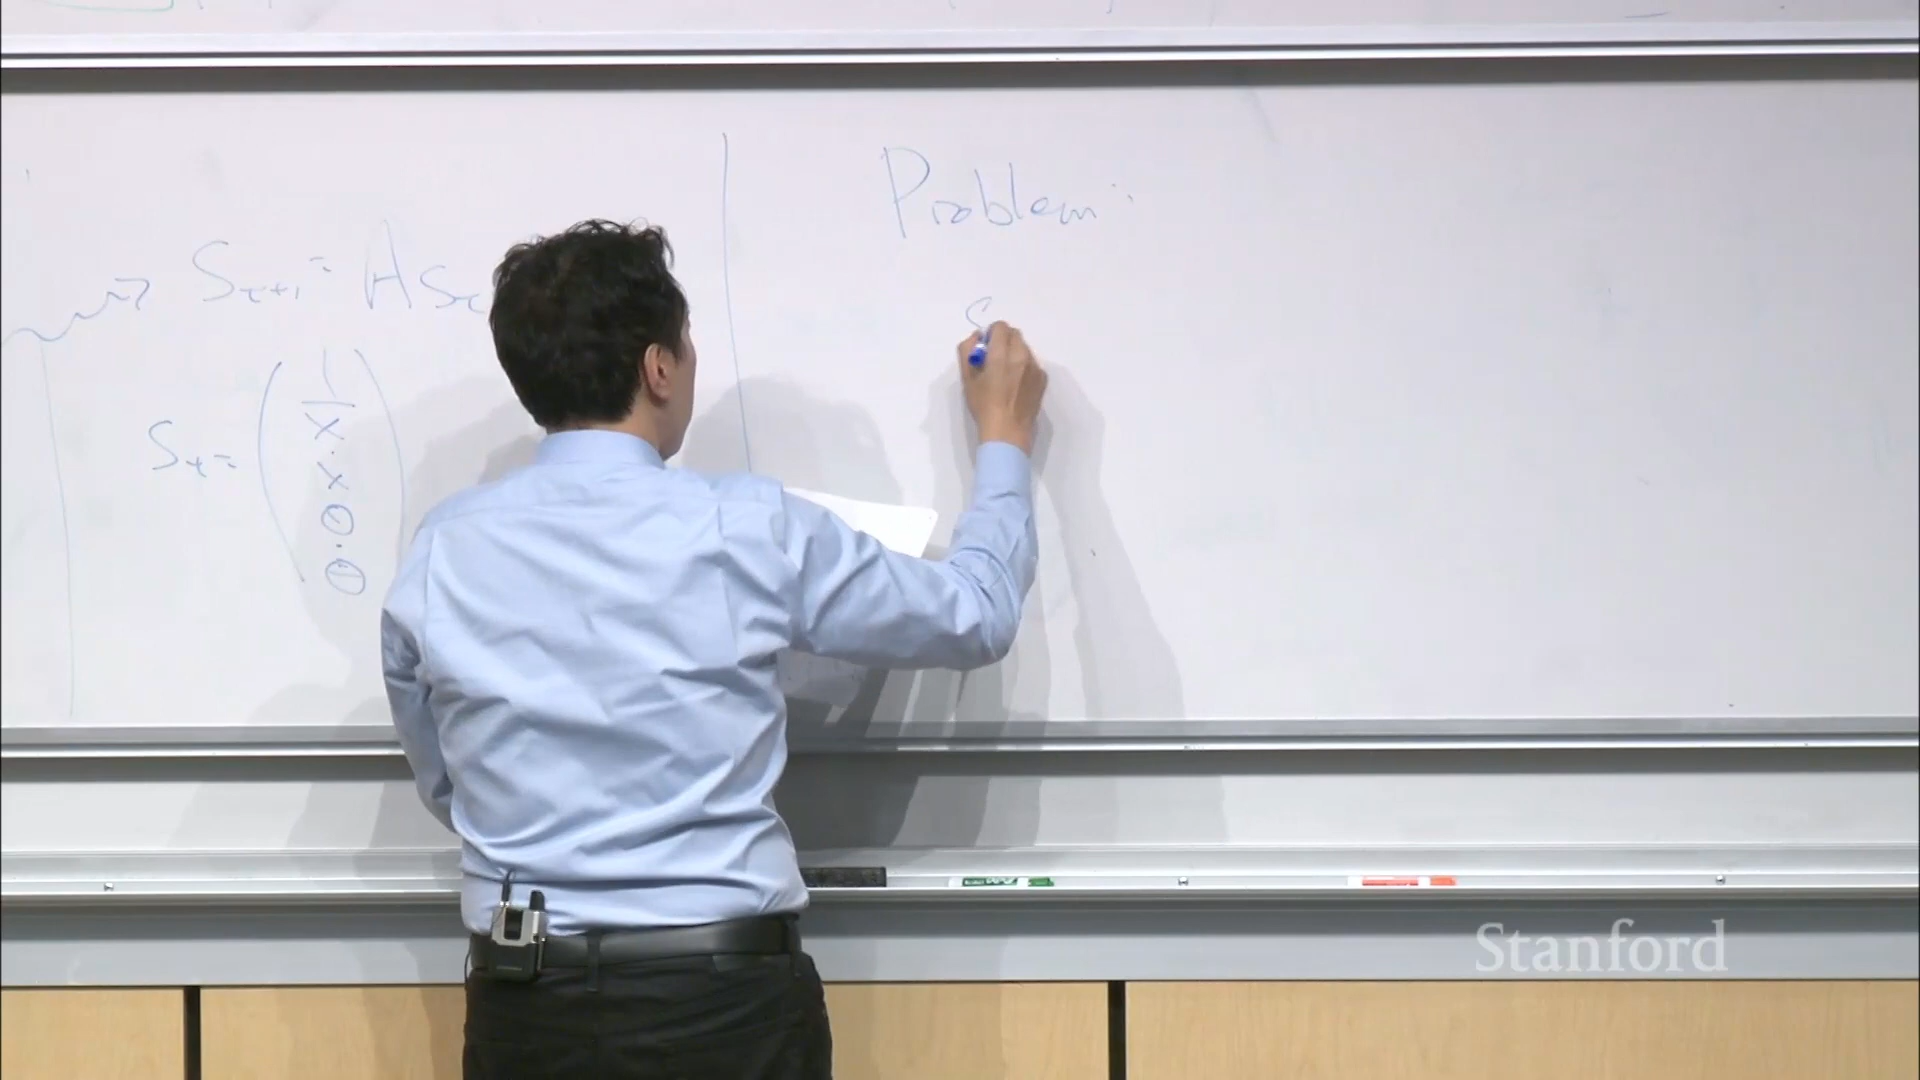 S_{t+1} = A S_t
S_t = ( 1 x ẋ θ θ̇ )
Problem:
S
Stanford